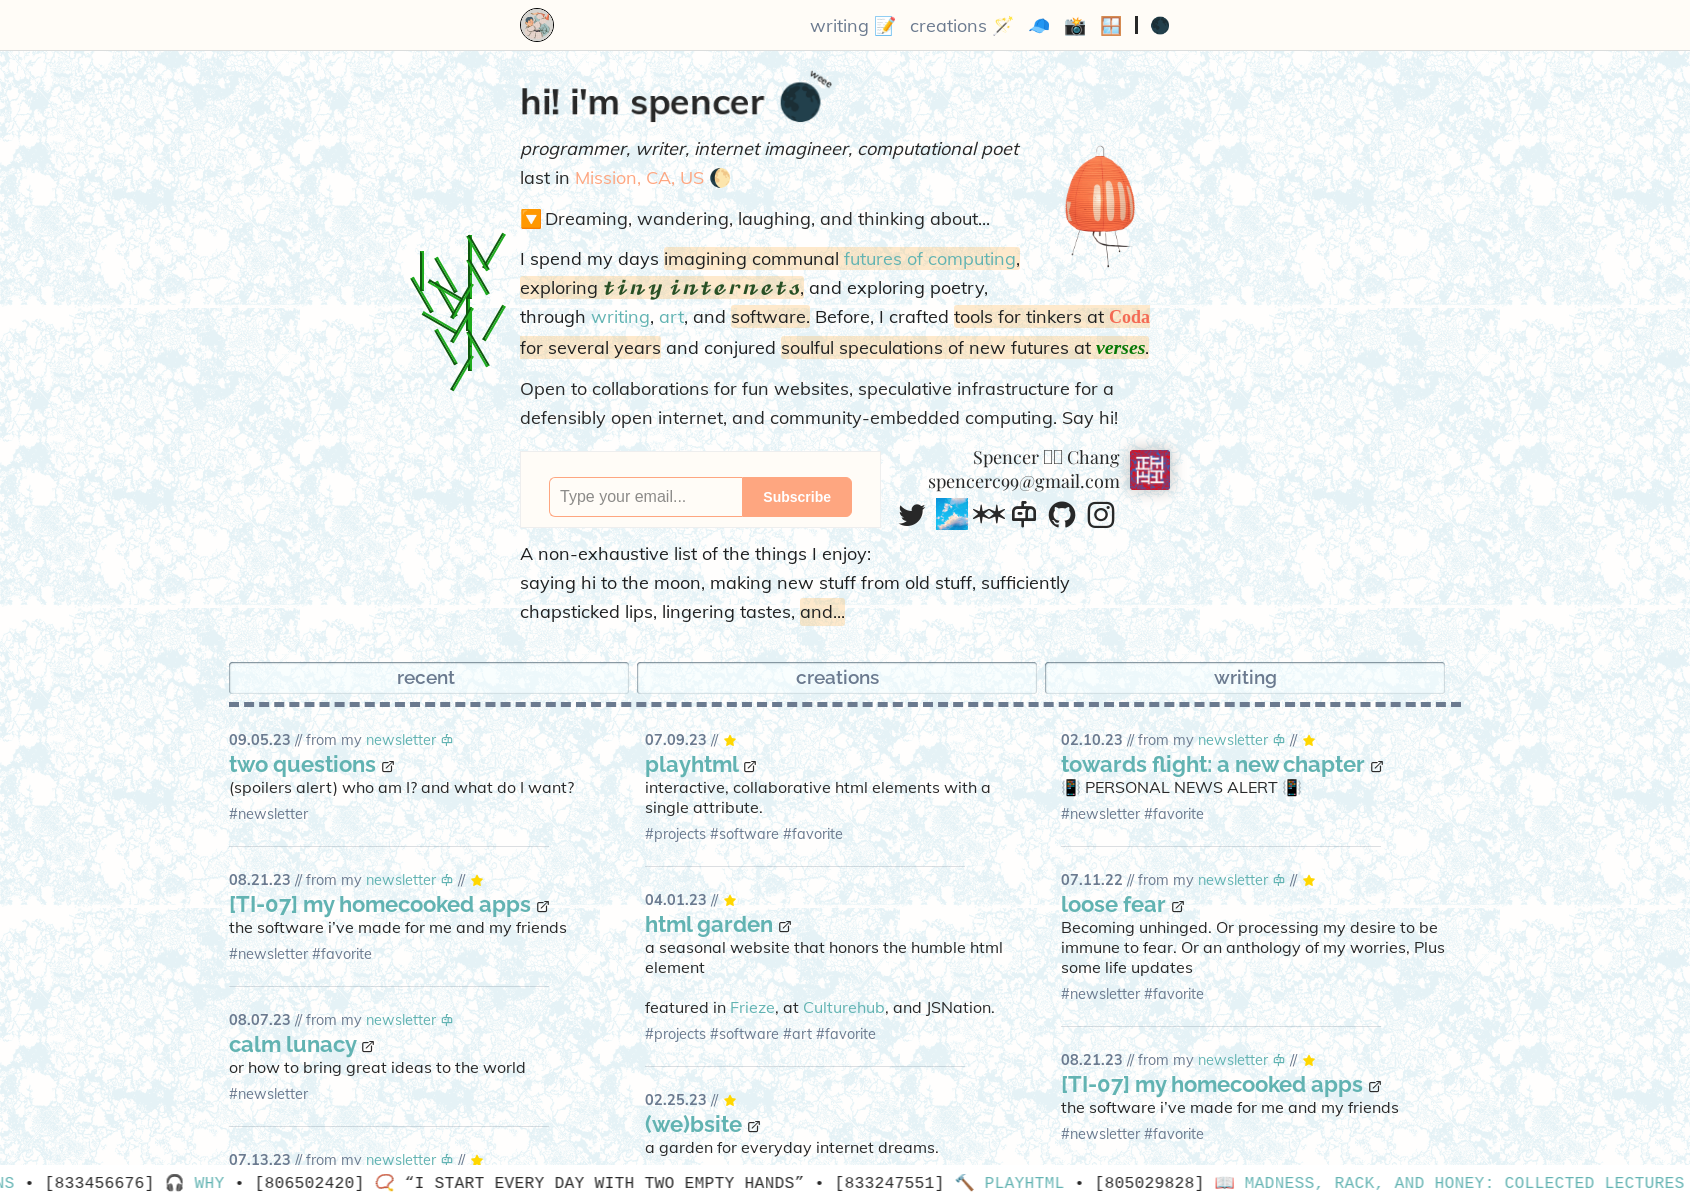 writing 📝 creations 🪄 🧢 📸 🪟 | 🌑
weee
hi! i'm spencer
programmer, writer, internet imagineer, computational poet
last in Mission, CA, US 🌔
🔽 Dreaming, wandering, laughing, and thinking about...
I spend my days imagining communal futures of computing,
exploring tiny internets, and exploring poetry,
through writing, art, and software. Before, I crafted tools for tinkers at Coda
for several years and conjured soulful speculations of new futures at verses.
Open to collaborations for fun websites, speculative infrastructure for a
defensibly open internet, and community-embedded computing. Say hi!
Type your email...
Subscribe
Spencer Chang
spencerc99@gmail.com
A non-exhaustive list of the things I enjoy:
saying hi to the moon, making new stuff from old stuff, sufficiently
chapsticked lips, lingering tastes, and...
recent
09.05.23 // from my newsletter
two questions
(spoilers alert) who am I? and what do I want?
#newsletter
08.21.23 // from my newsletter // ⭐
[TI-07] my homecooked apps
the software i've made for me and my friends
#newsletter #favorite
08.07.23 // from my newsletter
calm lunacy
or how to bring great ideas to the world
#newsletter
07.13.23 // from my newsletter // ⭐
creations
07.09.23 // ⭐
playhtml
interactive, collaborative html elements with a
single attribute.
#projects #software #favorite
04.01.23 // ⭐
html garden
a seasonal website that honors the humble html
element
featured in Frieze, at Culturehub, and JSNation.
#projects #software #art #favorite
02.25.23 // ⭐
(we)bsite
a garden for everyday internet dreams.
writing
02.10.23 // from my newsletter // ⭐
towards flight: a new chapter
📳 PERSONAL NEWS ALERT 📳
#newsletter #favorite
07.11.22 // from my newsletter // ⭐
loose fear
Becoming unhinged. Or processing my desire to be
immune to fear. Or an anthology of my worries, Plus
some life updates
#newsletter #favorite
08.21.23 // from my newsletter // ⭐
[TI-07] my homecooked apps
the software i've made for me and my friends
#newsletter #favorite
NS • [833456676] 🎧 WHY • [806502420] 📿 “I START EVERY DAY WITH TWO EMPTY HANDS” • [833247551] 🔨 PLAYHTML • [805029828] 📖 MADNESS, RACK, AND HONEY: COLLECTED LECTURES